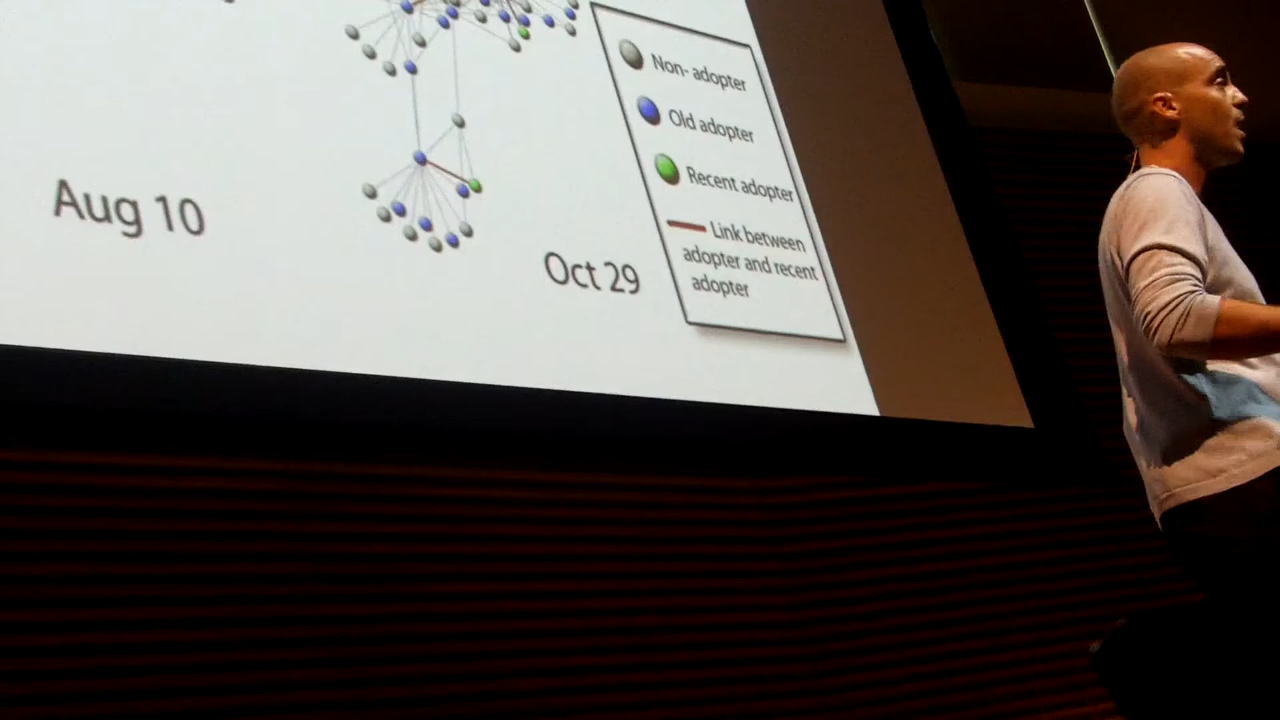 Aug 10
Oct 29
Non- adopter
Old adopter
Recent adopter
Link between
adopter and recent
adopter